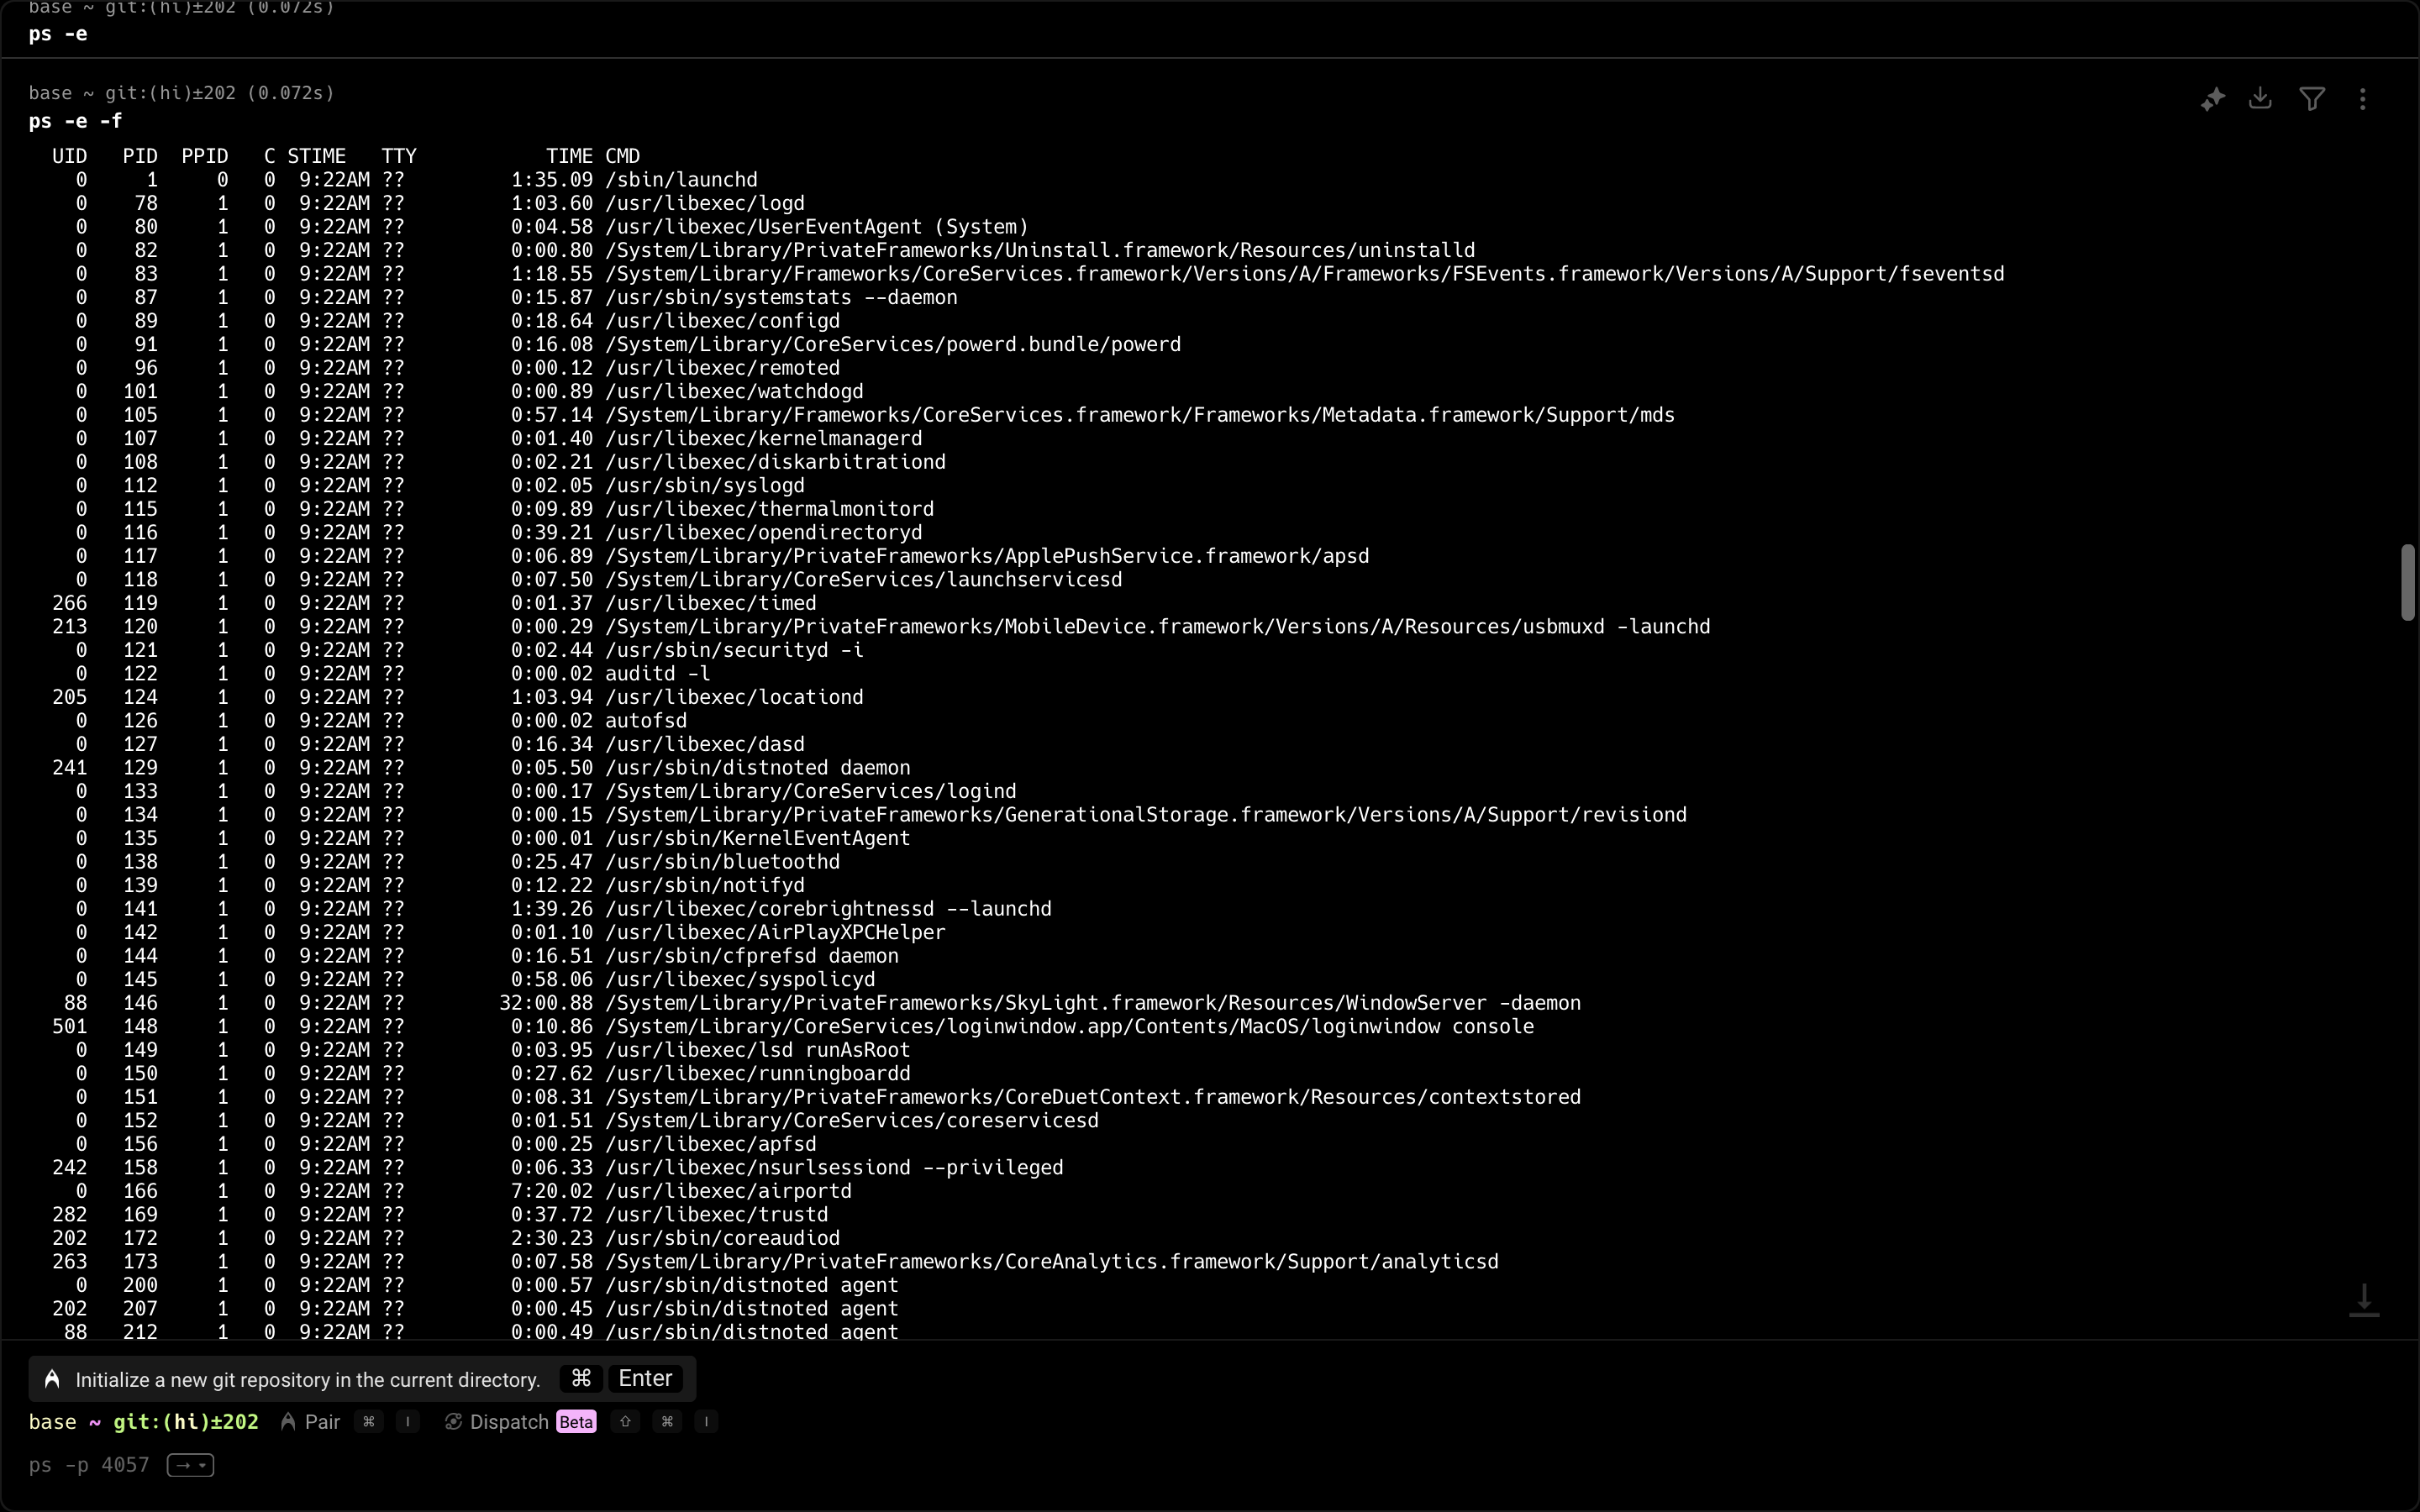 base ~ git:(hi)±202 (0.072s)
ps -e
base ~ git:(hi)±202 (0.072s)
ps -e -f
UID PID PPID C STIME TTY TIME CMD
0 1 0 0 9:22AM ?? 1:35.09 /sbin/launchd
0 78 1 0 9:22AM ?? 1:03.60 /usr/libexec/logd
0 80 1 0 9:22AM ?? 0:04.58 /usr/libexec/UserEventAgent (System)
0 82 1 0 9:22AM ?? 0:00.80 /System/Library/PrivateFrameworks/Uninstall.framework/Resources/uninstalld
0 83 1 0 9:22AM ?? 1:18.55 /System/Library/Frameworks/CoreServices.framework/Versions/A/Frameworks/FSEvents.framework/Versions/A/Support/fseventsd
0 87 1 0 9:22AM ?? 0:15.87 /usr/sbin/systemstats --daemon
0 89 1 0 9:22AM ?? 0:18.64 /usr/libexec/configd
0 91 1 0 9:22AM ?? 0:16.08 /System/Library/CoreServices/powerd.bundle/powerd
0 96 1 0 9:22AM ?? 0:00.12 /usr/libexec/remoted
0 101 1 0 9:22AM ?? 0:00.89 /usr/libexec/watchdogd
0 105 1 0 9:22AM ?? 0:57.14 /System/Library/Frameworks/CoreServices.framework/Frameworks/Metadata.framework/Support/mds
0 107 1 0 9:22AM ?? 0:01.40 /usr/libexec/kernelmanagerd
0 108 1 0 9:22AM ?? 0:02.21 /usr/libexec/diskarbitrationd
0 112 1 0 9:22AM ?? 0:02.05 /usr/sbin/syslogd
0 115 1 0 9:22AM ?? 0:09.89 /usr/libexec/thermalmonitord
0 116 1 0 9:22AM ?? 0:39.21 /usr/libexec/opendirectoryd
0 117 1 0 9:22AM ?? 0:06.89 /System/Library/PrivateFrameworks/ApplePushService.framework/apsd
0 118 1 0 9:22AM ?? 0:07.50 /System/Library/CoreServices/launchservicesd
266 119 1 0 9:22AM ?? 0:01.37 /usr/libexec/timed
213 120 1 0 9:22AM ?? 0:00.29 /System/Library/PrivateFrameworks/MobileDevice.framework/Versions/A/Resources/usbmuxd -launchd
0 121 1 0 9:22AM ?? 0:02.44 /usr/sbin/securityd -i
0 122 1 0 9:22AM ?? 0:00.02 auditd -l
205 124 1 0 9:22AM ?? 1:03.94 /usr/libexec/locationd
0 126 1 0 9:22AM ?? 0:00.02 autofsd
0 127 1 0 9:22AM ?? 0:16.34 /usr/libexec/dasd
241 129 1 0 9:22AM ?? 0:05.50 /usr/sbin/distnoted daemon
0 133 1 0 9:22AM ?? 0:00.17 /System/Library/CoreServices/logind
0 134 1 0 9:22AM ?? 0:00.15 /System/Library/PrivateFrameworks/GenerationalStorage.framework/Versions/A/Support/revisiond
0 135 1 0 9:22AM ?? 0:00.01 /usr/sbin/KernelEventAgent
0 138 1 0 9:22AM ?? 0:25.47 /usr/sbin/bluetoothd
0 139 1 0 9:22AM ?? 0:12.22 /usr/sbin/notifyd
0 141 1 0 9:22AM ?? 1:39.26 /usr/libexec/corebrightnessd --launchd
0 142 1 0 9:22AM ?? 0:01.10 /usr/libexec/AirPlayXPCHelper
0 144 1 0 9:22AM ?? 0:16.51 /usr/sbin/cfprefsd daemon
0 145 1 0 9:22AM ?? 0:58.06 /usr/libexec/syspolicyd
88 146 1 0 9:22AM ?? 32:00.88 /System/Library/PrivateFrameworks/SkyLight.framework/Resources/WindowServer -daemon
501 148 1 0 9:22AM ?? 0:10.86 /System/Library/CoreServices/loginwindow.app/Contents/MacOS/loginwindow console
0 149 1 0 9:22AM ?? 0:03.95 /usr/libexec/lsd runAsRoot
0 150 1 0 9:22AM ?? 0:27.62 /usr/libexec/runningboardd
0 151 1 0 9:22AM ?? 0:08.31 /System/Library/PrivateFrameworks/CoreDuetContext.framework/Resources/contextstored
0 152 1 0 9:22AM ?? 0:01.51 /System/Library/CoreServices/coreservicesd
0 156 1 0 9:22AM ?? 0:00.25 /usr/libexec/apfsd
242 158 1 0 9:22AM ?? 0:06.33 /usr/libexec/nsurlsessiond --privileged
0 166 1 0 9:22AM ?? 7:20.02 /usr/libexec/airportd
282 169 1 0 9:22AM ?? 0:37.72 /usr/libexec/trustd
202 172 1 0 9:22AM ?? 2:30.23 /usr/sbin/coreaudiod
263 173 1 0 9:22AM ?? 0:07.58 /System/Library/PrivateFrameworks/CoreAnalytics.framework/Support/analyticsd
0 200 1 0 9:22AM ?? 0:00.57 /usr/sbin/distnoted agent
202 207 1 0 9:22AM ?? 0:00.45 /usr/sbin/distnoted agent
88 212 1 0 9:22AM ?? 0:00.49 /usr/sbin/distnoted agent
Initialize a new git repository in the current directory. ⌘ Enter
base ~ git:(hi)±202 Pair ⌘ I Dispatch Beta ⇧ ⌘ I
ps -p 4057 →